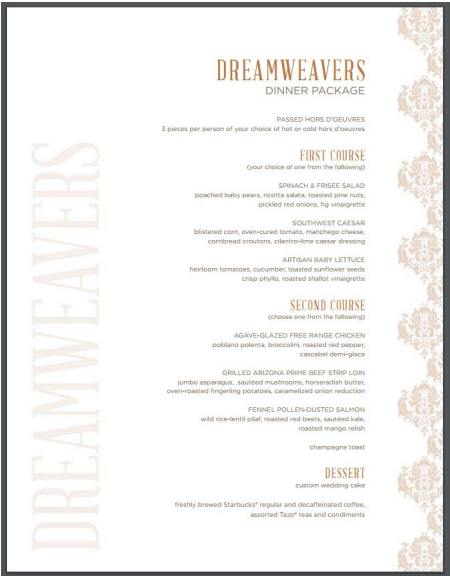 DREAMWEAVERS
DREAMWEAVERS
DINNER PACKAGE
PASSED HORS D'OEUVRES
3 pieces per person of your choice of hot or cold hors d'oeuvres
FIRST COURSE
(your choice of one from the following)
SPINACH & FRISEE SALAD
poached baby pears, ricotta salata, toasted pine nuts,
pickled red onions, fig vinaigrette
SOUTHWEST CAESAR
blistered corn, oven-cured tomato, manchego cheese,
cornbread croutons, cilantro-lime caesar dressing
ARTISAN BABY LETTUCE
heirloom tomatoes, cucumber, toasted sunflower seeds
crisp phyllo, roasted shallot vinaigrette
SECOND COURSE
(choose one from the following)
AGAVE-GLAZED FREE RANGE CHICKEN
poblano polenta, broccolini, roasted red pepper,
cascabel demi-glace
GRILLED ARIZONA PRIME BEEF STRIP LOIN
jumbo asparagus, sautéed mushrooms, horseradish butter,
oven-roasted fingerling potatoes, caramelized onion reduction
FENNEL POLLEN-DUSTED SALMON
wild rice-lentil pilaf, roasted red beets, sautéed kale,
roasted mango relish
champagne toast
DESSERT
custom wedding cake
freshly brewed Starbucks® regular and decaffeinated coffee,
assorted Tazo® teas and condiments